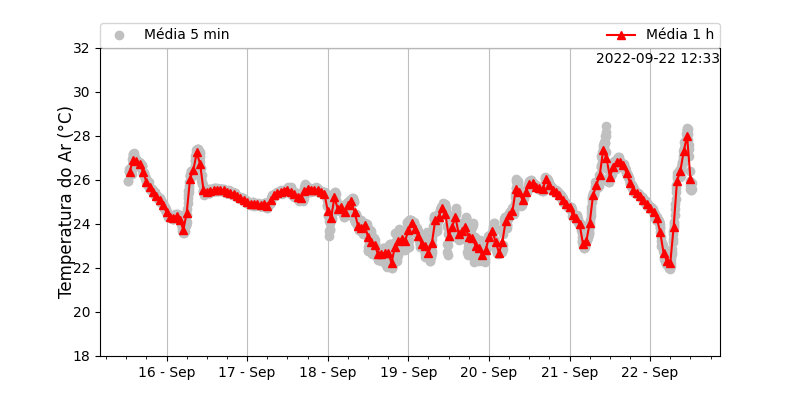 Média 5 min
Média 1 h
2022-09-22 12:33
Temperatura do Ar (°C)
32
30
28
26
24
22
20
18
16 - Sep
17 - Sep
18 - Sep
19 - Sep
20 - Sep
21 - Sep
22 - Sep